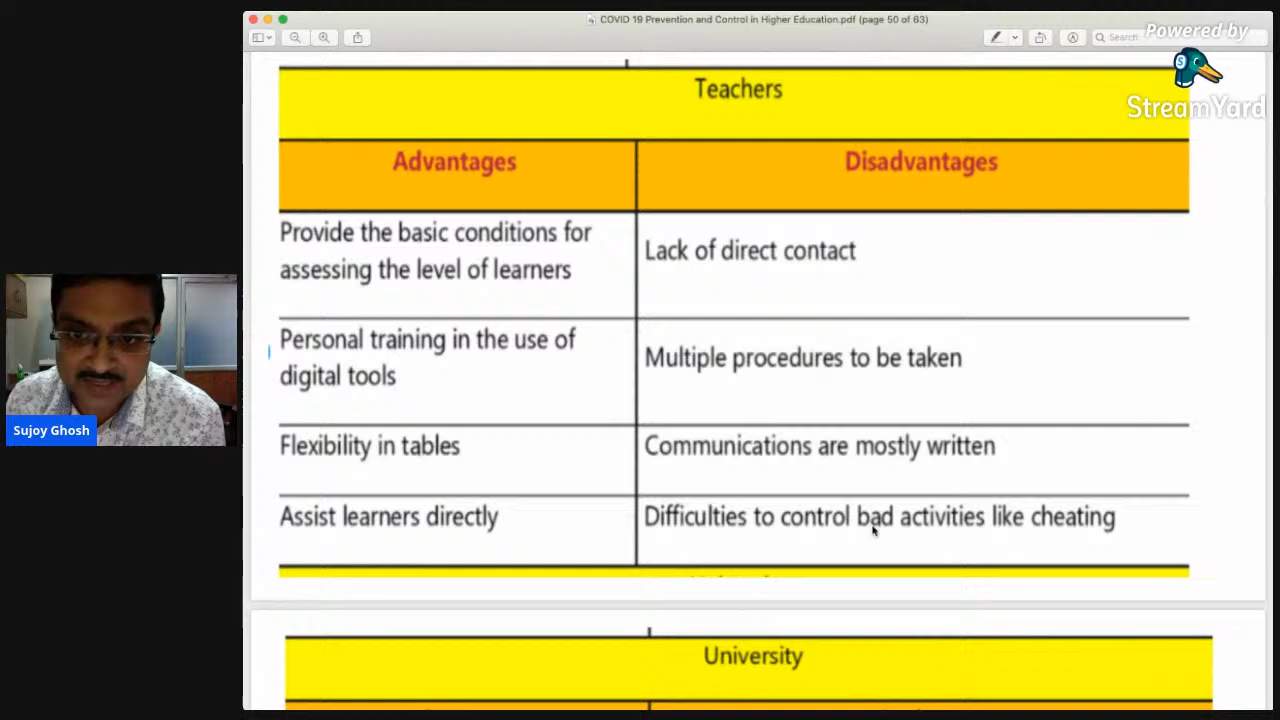 COVID 19 Prevention and Control in Higher Education.pdf (page 50 of 63)
Search
Powered by
StreamYard
Teachers
Advantages
Disadvantages
Provide the basic conditions for
assessing the level of learners
Lack of direct contact
Personal training in the use of
digital tools
Multiple procedures to be taken
Flexibility in tables
Communications are mostly written
Assist learners directly
Difficulties to control bad activities like cheating
Sujoy Ghosh
University